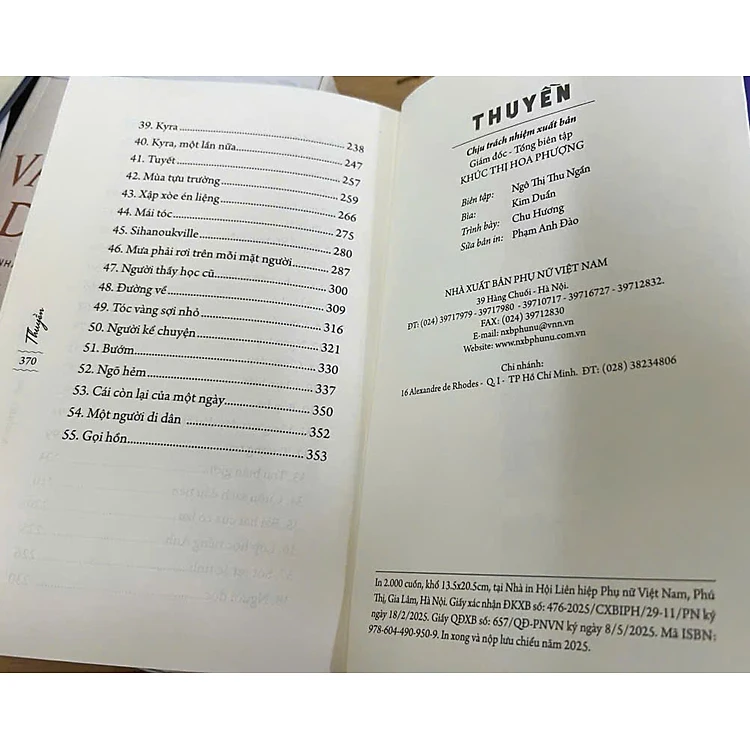 39. Kyra 238
40. Kyra, một lần nữa 247
41. Tuyết 257
42. Mùa tựu trường 259
43. Xập xòe én liệng 266
44. Mái tóc 275
45. Sihanoukville 280
46. Mưa phải rơi trên mỗi mặt người 287
47. Người thầy học cũ 300
48. Đường về 309
49. Tóc vàng sợi nhỏ 316
50. Người kể chuyện 321
51. Bướm 330
52. Ngõ hẻm 337
53. Cái còn lại của một ngày 350
54. Một người di dân 352
55. Gọi hồn 353
Thuyền
370
THUYỀN
Chịu trách nhiệm xuất bản
Giám đốc - Tổng biên tập
KHÚC THỊ HOA PHƯỢNG
Biên tập: Ngô Thị Thu Ngần
Bìa: Kim Duẩn
Trình bày: Chu Hương
Sửa bản in: Phạm Anh Đào
NHÀ XUẤT BẢN PHỤ NỮ VIỆT NAM
39 Hàng Chuối - Hà Nội.
ĐT: (024) 39717979 - 39717980 - 39710717 - 39716727 - 39712832.
FAX: (024) 39712830
E-mail: nxbphunu@vnn.vn
Website: www.nxbphunu.com.vn
Chi nhánh:
16 Alexandre de Rhodes - Q. I - TP Hồ Chí Minh. ĐT: (028) 38234806
In 2.000 cuốn, khổ 13.5x20.5cm, tại Nhà in Hội Liên hiệp Phụ nữ Việt Nam, Phú
Thị, Gia Lâm, Hà Nội. Giấy xác nhận ĐKXB số: 476-2025/CXBIPH/29-11/PN ký
ngày 18/2/2025. Giấy QĐXB số: 657/QĐ-PNVN ký ngày 8/5/2025. Mã ISBN:
978-604-490-950-9. In xong và nộp lưu chiểu năm 2025.